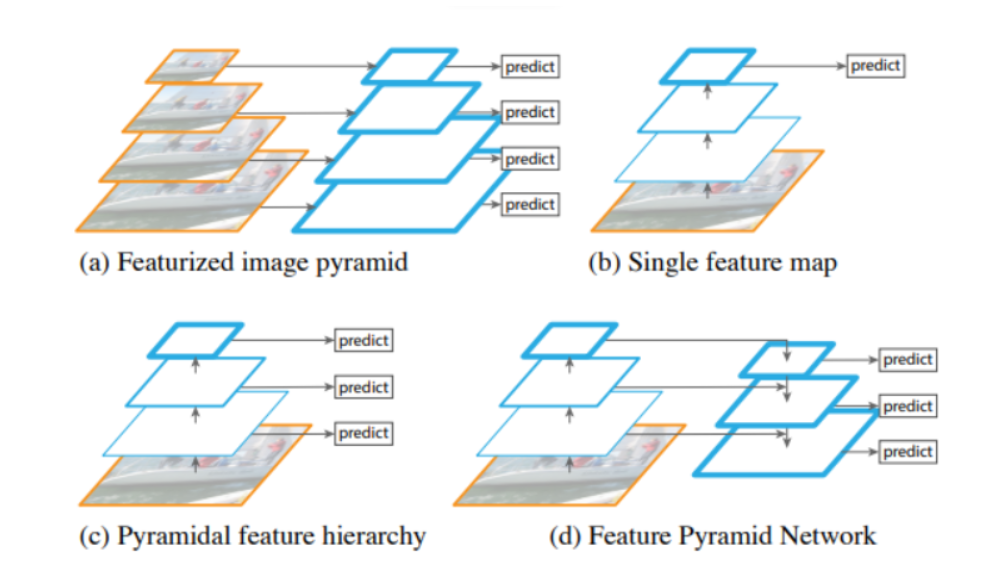 predict
predict
predict
predict
(a) Featurized image pyramid
predict
(b) Single feature map
predict
predict
predict
(c) Pyramidal feature hierarchy
predict
predict
predict
(d) Feature Pyramid Network